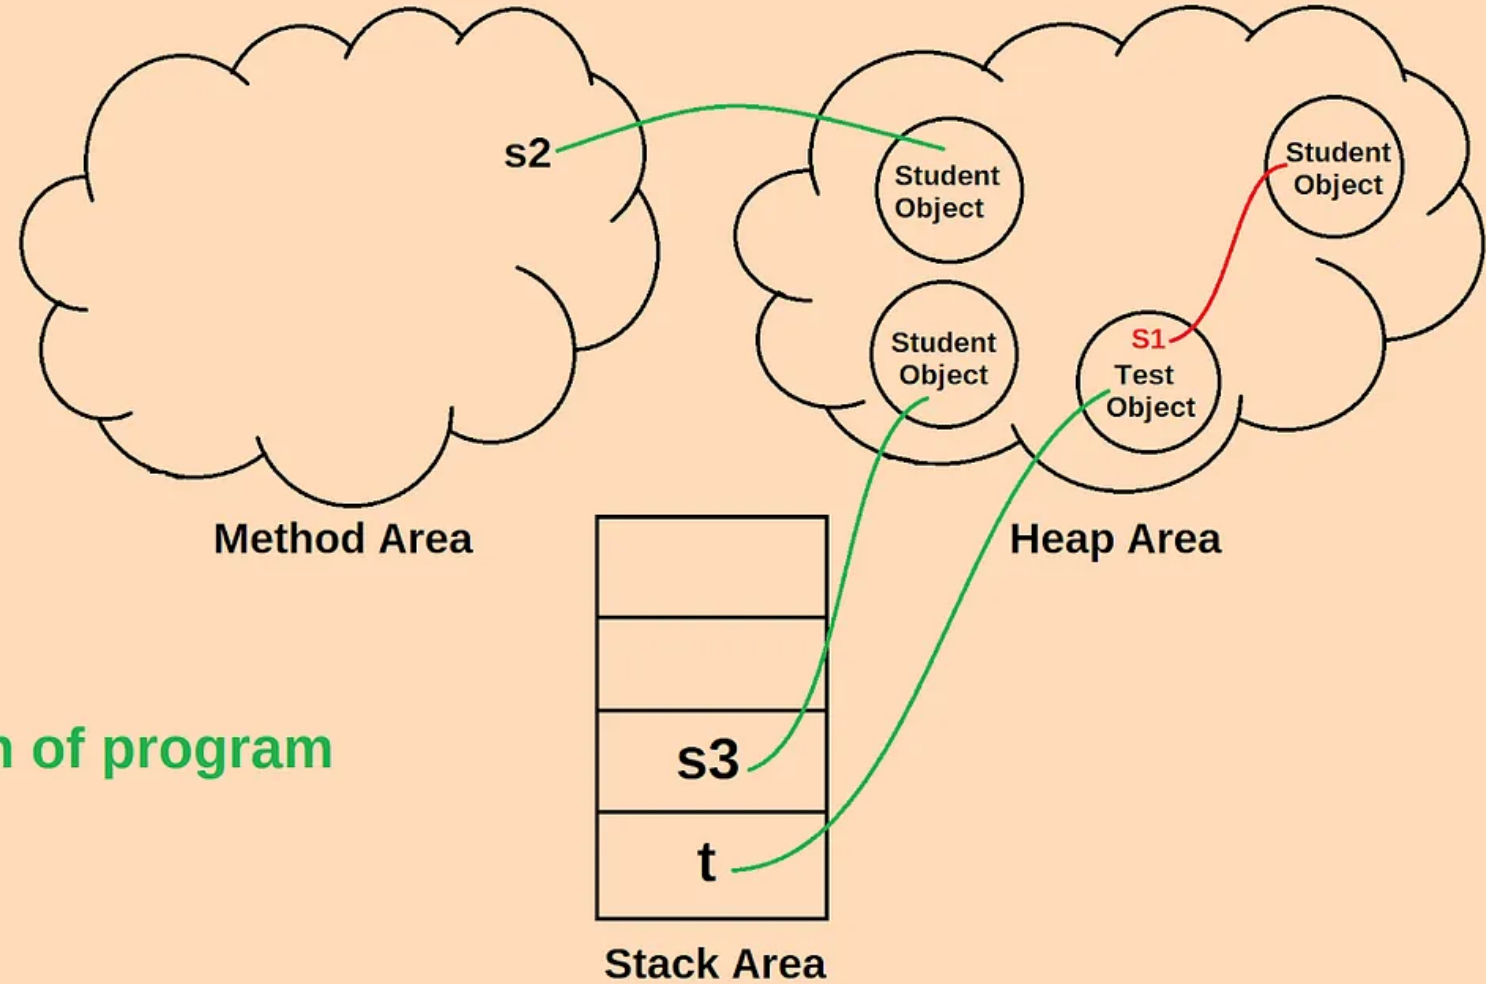 s2
Student
Object
Student
Object
Student
Object
S1
Test
Object
Method Area
Heap Area
n of program
s3
t
Stack Area